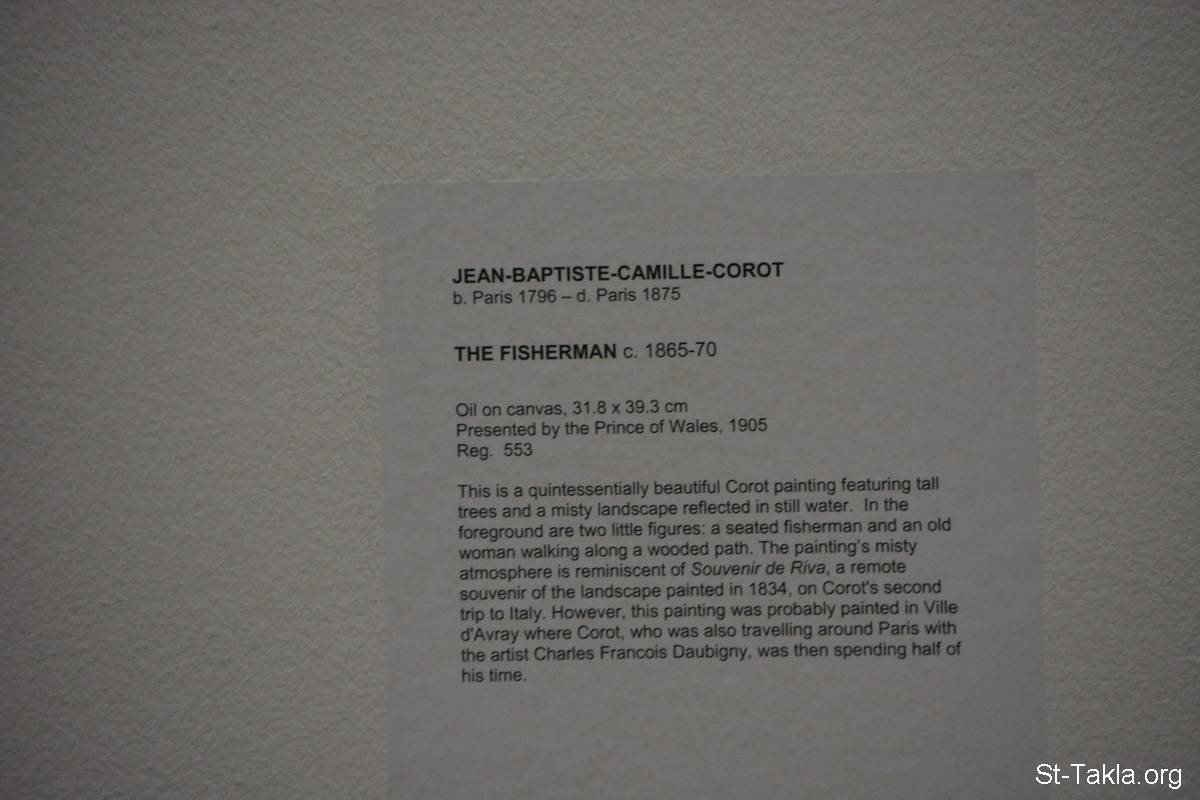 JEAN-BAPTISTE-CAMILLE-COROT
b. Paris 1796 – d. Paris 1875
THE FISHERMAN c. 1865-70
Oil on canvas, 31.8 x 39.3 cm
Presented by the Prince of Wales, 1905
Reg.  553
This is a quintessentially beautiful Corot painting featuring tall
trees and a misty landscape reflected in still water.  In the
foreground are two little figures: a seated fisherman and an old
woman walking along a wooded path. The painting's misty
atmosphere is reminiscent of Souvenir de Riva, a remote
souvenir of the landscape painted in 1834, on Corot's second
trip to Italy. However, this painting was probably painted in Ville
d'Avray where Corot, who was also travelling around Paris with
the artist Charles Francois Daubigny, was then spending half of
his time.
St-Takla.org